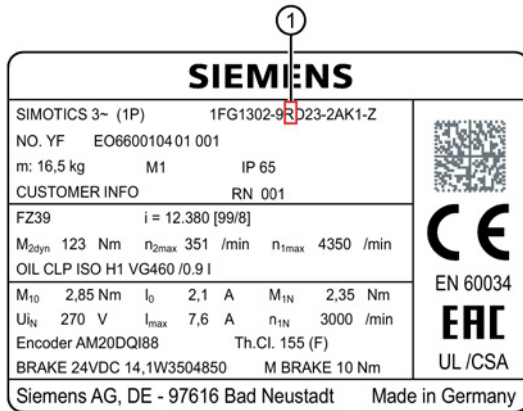 1
SIEMENS
SIMOTICS 3~ (1P) 1FG1302-9RD23-2AK1-Z
NO. YF EO6600104 01 001
m: 16,5 kg M1 IP 65
CUSTOMER INFO RN 001
FZ39 i = 12.380 [99/8]
M2dyn 123 Nm n2max 351 /min n1max 4350 /min
OIL CLP ISO H1 VG460 /0.9 l
M10 2,85 Nm I0 2,1 A M1N 2,35 Nm
UiN 270 V Imax 7,6 A n1N 3000 /min
Encoder AM20DQI88 Th.Cl. 155 (F)
BRAKE 24VDC 14,1W3504850 M BRAKE 10 Nm
CE
EN 60034
EAC
UL /CSA
Siemens AG, DE - 97616 Bad Neustadt Made in Germany